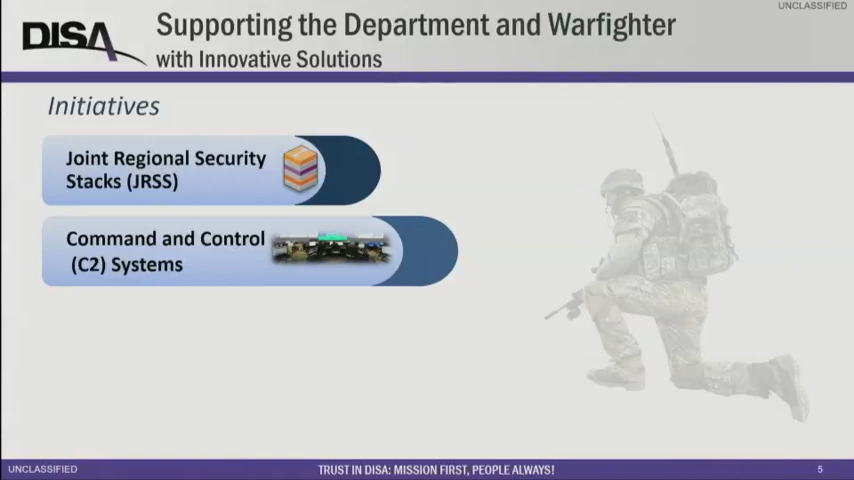 UNCLASSIFIED
DISA
Supporting the Department and Warfighter
with Innovative Solutions
Initiatives
Joint Regional Security
Stacks (JRSS)
Command and Control
(C2) Systems
UNCLASSIFIED
TRUST IN DISA: MISSION FIRST, PEOPLE ALWAYS!
5